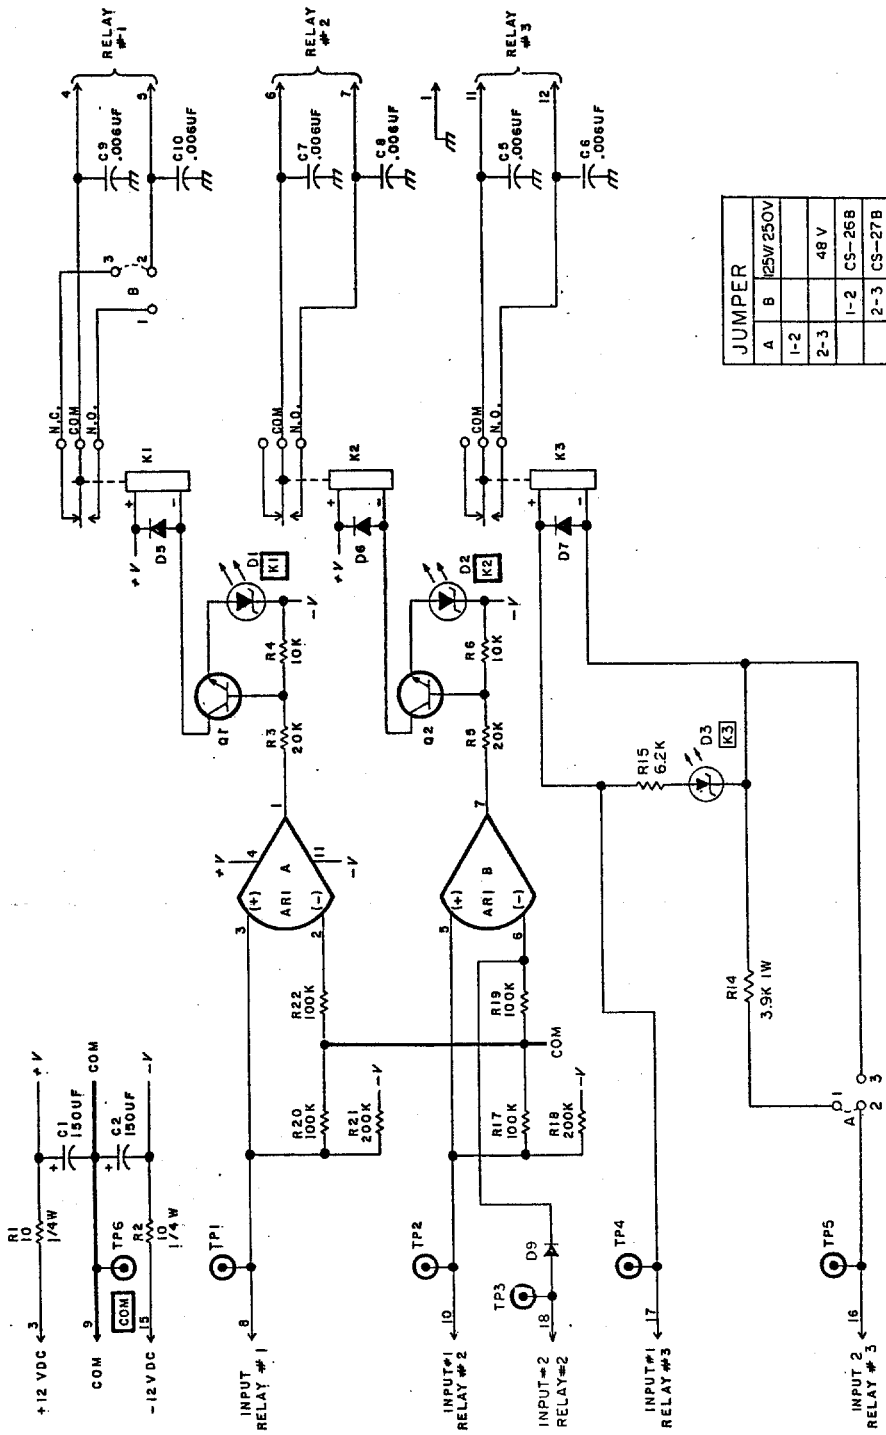 +12 VDC
3
R1
10
1/4W
+V
C1
150UF
+
COM
9
COM
C2
150UF
+
TP6
COM
R2
10
1/4W
-12VDC
15
-V
N.C.
COM
N.O.
3
2
B
1
C9
.006UF
C10
.006UF
4
5
RELAY
#1
K1
+
-
+V
D5
D1
K1
-V
Q1
R4
10K
R3
20K
1
+V
4
AR1
A
11
-V
(+)
(-)
3
2
R22
100K
R20
100K
R21
200K
-V
TP1
8
INPUT
RELAY #1
COM
N.O.
C7
.006UF
C8
.006UF
6
7
RELAY
#2
K2
+
-
+V
D6
D2
K2
-V
Q2
R6
10K
R5
20K
7
AR1
B
(+)
(-)
5
6
R19
100K
COM
R17
100K
R18
200K
-V
TP2
10
INPUT#1
RELAY #2
TP3
D9
18
INPUT#2
RELAY#2
1
COM
N.O.
C5
.006UF
C6
.006UF
11
12
RELAY
#3
K3
+
-
D7
R15
6.2K
D3
K3
R14
3.9K 1W
A
1
2
3
TP4
17
INPUT#1
RELAY#3
TP5
16
INPUT 2
RELAY #3
JUMPER
A B 125V/250V
1-2
2-3 48 V
1-2 CS-26B
2-3 CS-27B